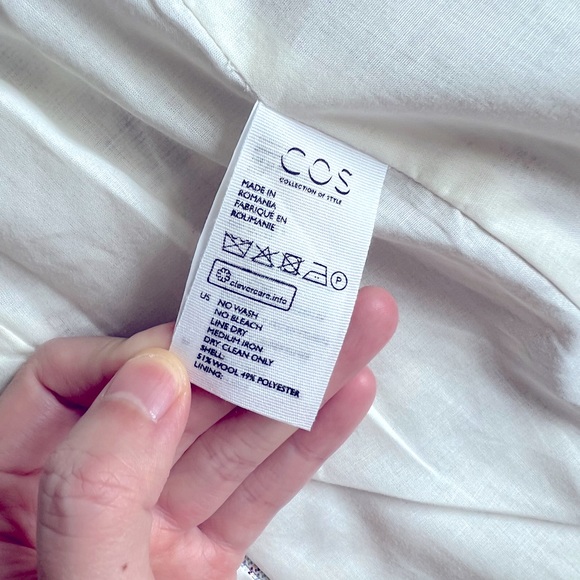 COS
COLLECTION OF STYLE
MADE IN
ROMANIA
FABRIQUÉ EN
ROUMANIE
P
clevercare.info
US NO WASH
NO BLEACH
LINE DRY
MEDIUM IRON
DRY CLEAN ONLY
SHELL:
51% WOOL 49% POLYESTER
LINING: